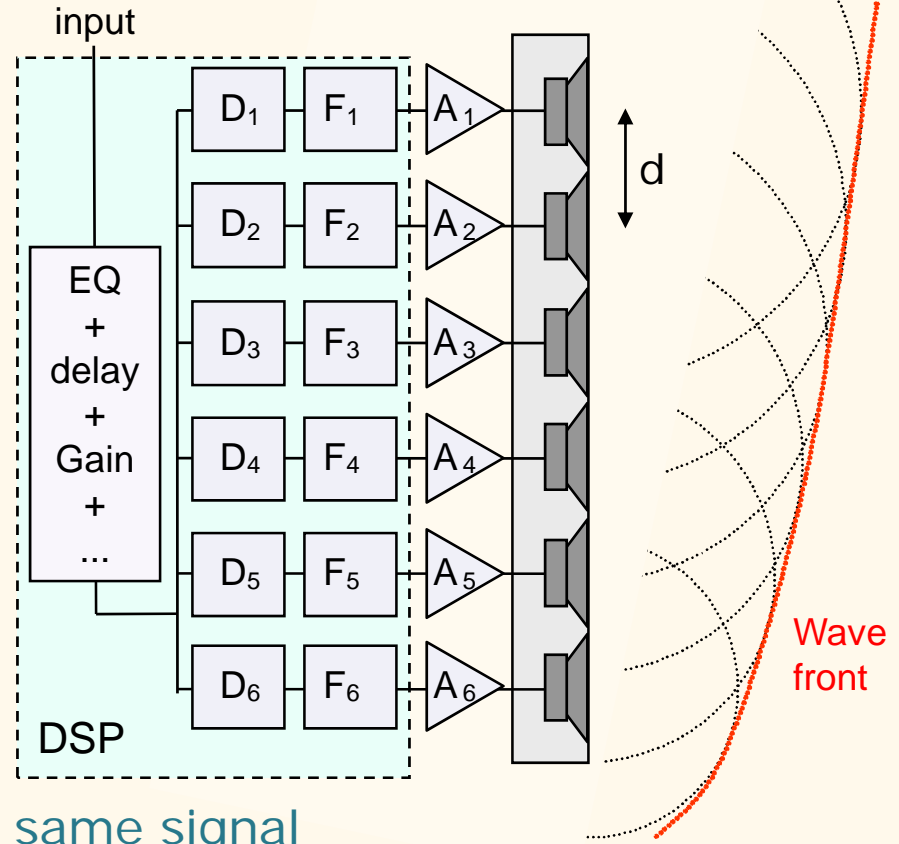 input
D1 F1 A1
d
D2 F2 A2
EQ
+
delay
+
Gain
+
...
D3 F3 A3
D4 F4 A4
D5 F5 A5
D6 F6 A6
Wave
front
DSP
same signal